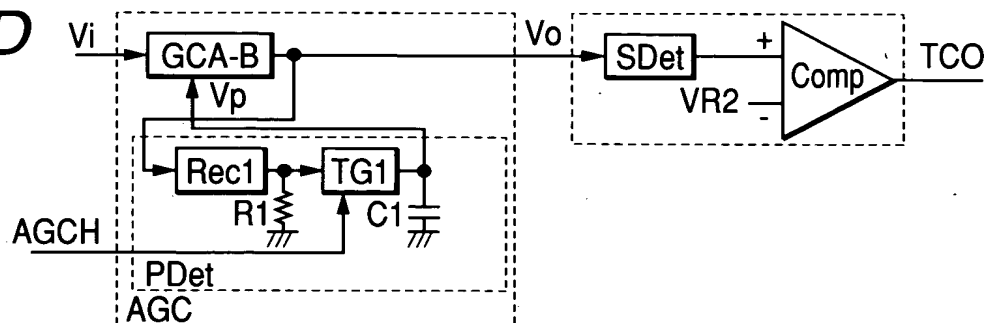 D
Vi
GCA-B
Vo
SDet
+
Comp
TCO
Vp
VR2
-
Rec1
TG1
R1
C1
AGCH
PDet
AGC